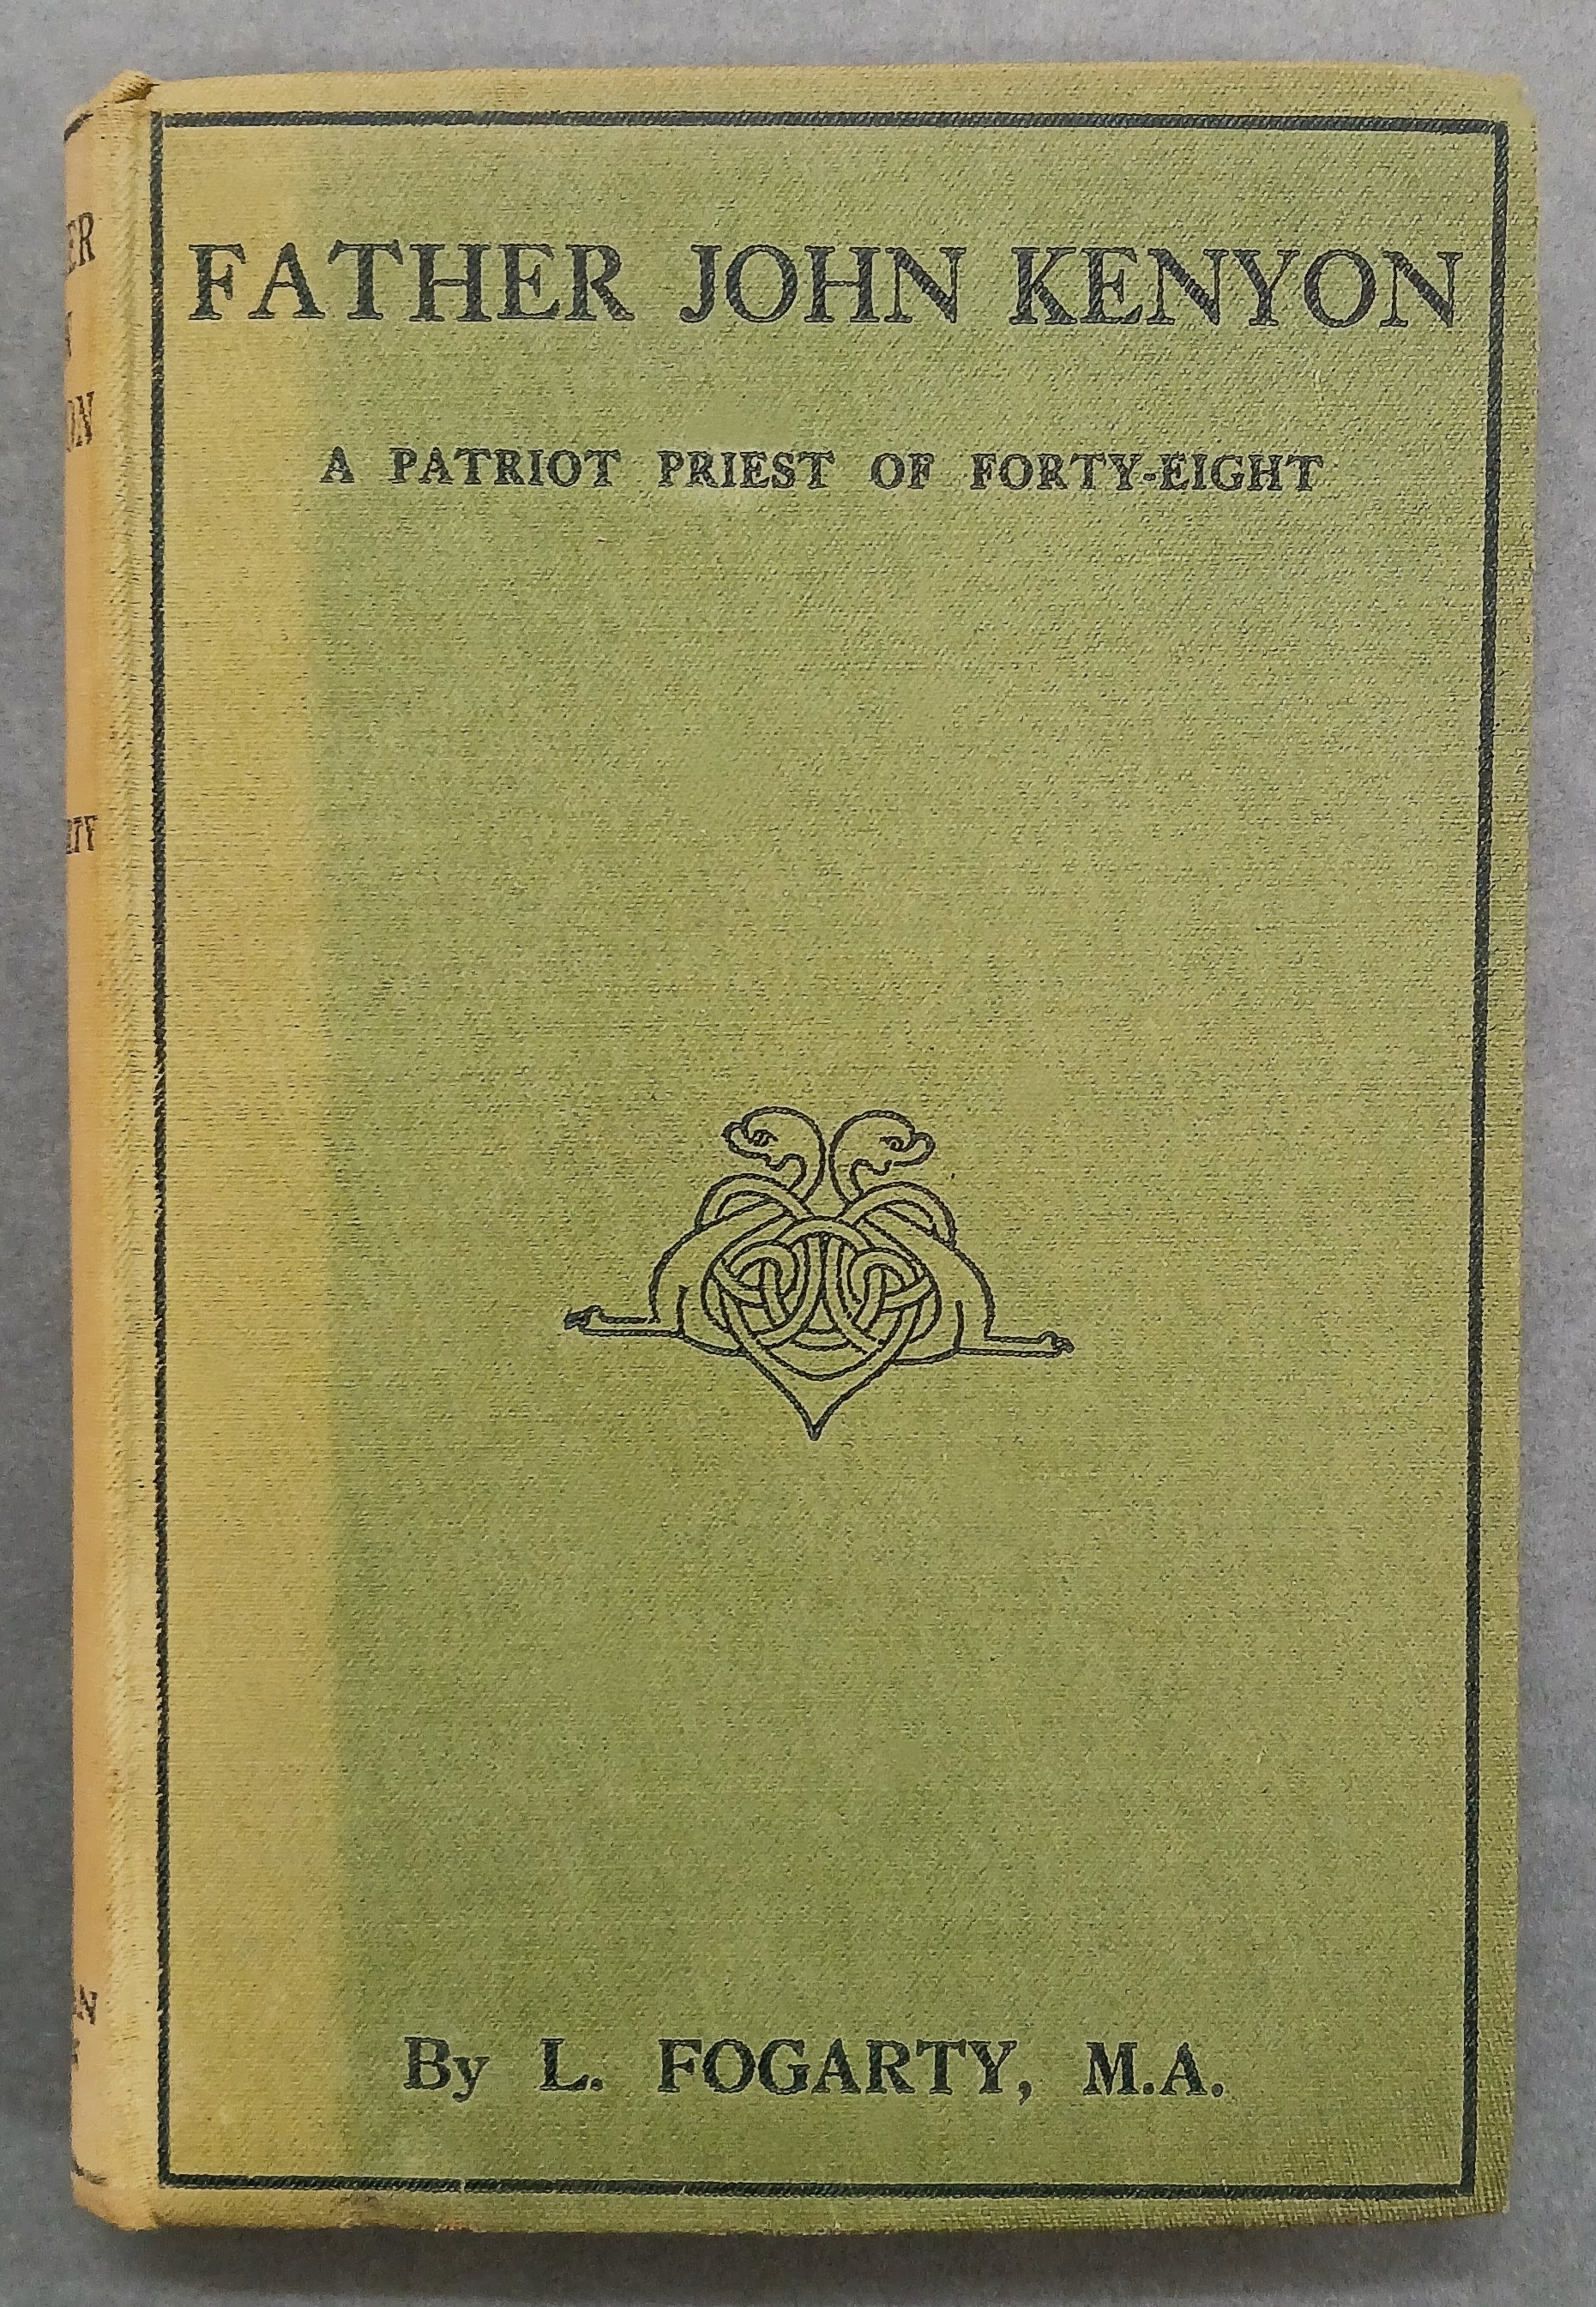 FATHER JOHN KENYON
A PATRIOT PRIEST OF FORTY-EIGHT
By L. FOGARTY, M.A.